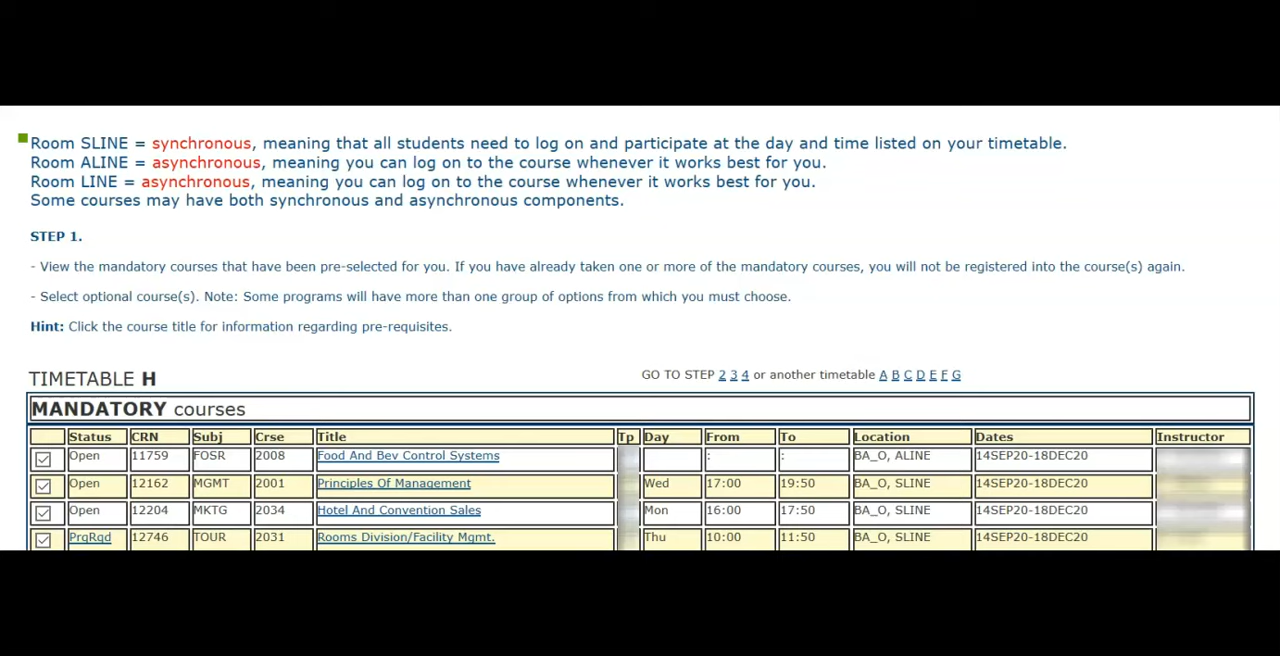 Room SLINE = synchronous, meaning that all students need to log on and participate at the day and time listed on your timetable.
Room ALINE = asynchronous, meaning you can log on to the course whenever it works best for you.
Room LINE = asynchronous, meaning you can log on to the course whenever it works best for you.
Some courses may have both synchronous and asynchronous components.
STEP 1.
- View the mandatory courses that have been pre-selected for you. If you have already taken one or more of the mandatory courses, you will not be registered into the course(s) again.
- Select optional course(s). Note: Some programs will have more than one group of options from which you must choose.
Hint: Click the course title for information regarding pre-requisites.
TIMETABLE H GO TO STEP 2 3 4 or another timetable A B C D E F G
MANDATORY courses
Status CRN Subj Crse Title Tp Day From To Location Dates Instructor
Open 11759 FOSR 2008 Food And Bev Control Systems : : BA_O, ALINE 14SEP20-18DEC20
Open 12162 MGMT 2001 Principles Of Management Wed 17:00 19:50 BA_O, SLINE 14SEP20-18DEC20
Open 12204 MKTG 2034 Hotel And Convention Sales Mon 16:00 17:50 BA_O, SLINE 14SEP20-18DEC20
PrqRqd 12746 TOUR 2031 Rooms Division/Facility Mgmt. Thu 10:00 11:50 BA_O, SLINE 14SEP20-18DEC20